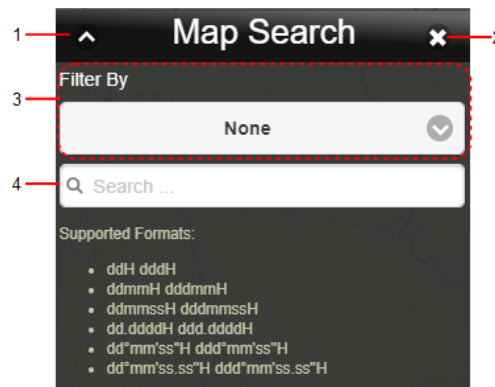 1
Map Search
2
3
Filter By
None
4
Search ...
Supported Formats:
• ddH dddH
• ddmmH dddmmH
• ddmmssH dddmmssH
• dd.ddddH ddd.ddddH
• dd°mm'ss"H ddd°mm'ss"H
• dd°mm'ss.ss"H ddd°mm'ss.ss"H